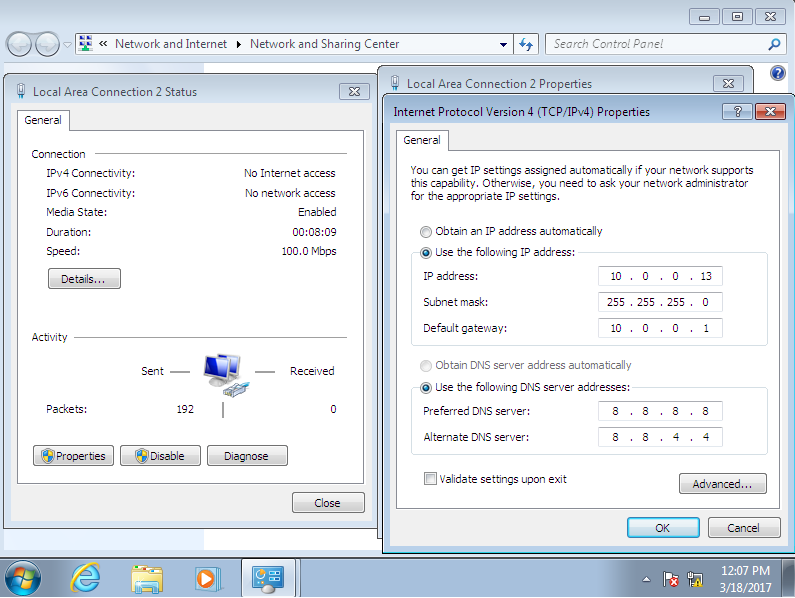 « Network and Internet ▸ Network and Sharing Center
Search Control Panel
Local Area Connection 2 Status
General
Connection
IPv4 Connectivity: No Internet access
IPv6 Connectivity: No network access
Media State: Enabled
Duration: 00:08:09
Speed: 100.0 Mbps
Details...
Activity
Sent Received
Packets: 192 0
Properties Disable Diagnose
Close
Local Area Connection 2 Properties
Internet Protocol Version 4 (TCP/IPv4) Properties
?
General
You can get IP settings assigned automatically if your network supports
this capability. Otherwise, you need to ask your network administrator
for the appropriate IP settings.
Obtain an IP address automatically
Use the following IP address:
IP address: 10 . 0 . 0 . 13
Subnet mask: 255 . 255 . 255 . 0
Default gateway: 10 . 0 . 0 . 1
Obtain DNS server address automatically
Use the following DNS server addresses:
Preferred DNS server: 8 . 8 . 8 . 8
Alternate DNS server: 8 . 8 . 4 . 4
Validate settings upon exit
Advanced...
OK Cancel
12:07 PM
3/18/2017